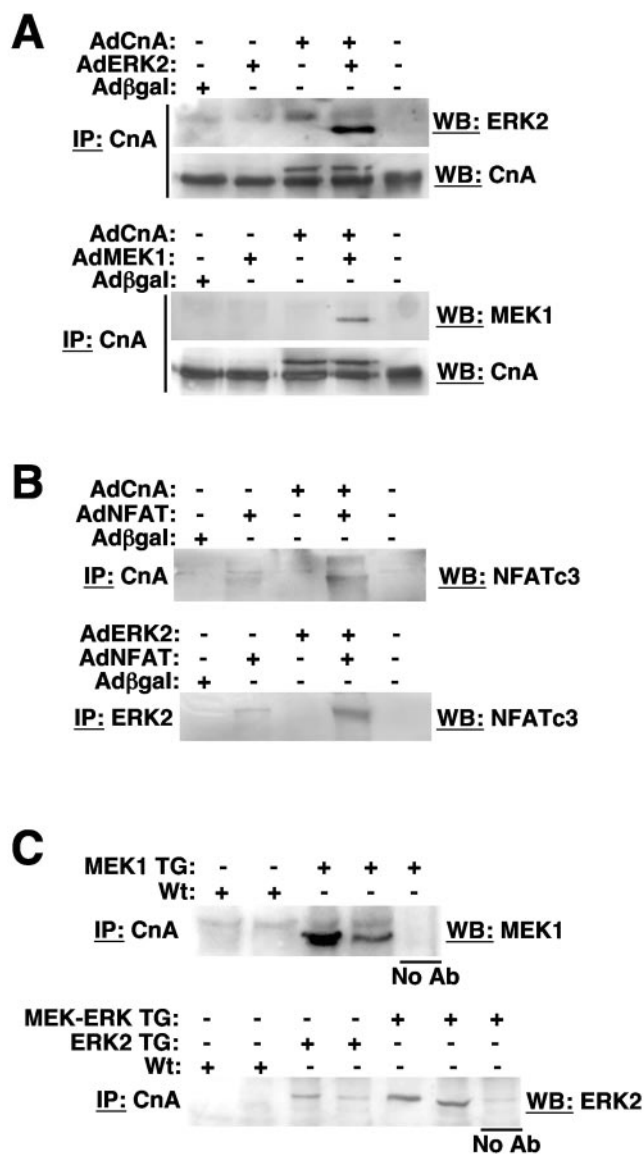 A
AdCnA: - - + + -
AdERK2: - + - + -
Adβgal: + - - - -
IP: CnA
WB: ERK2
WB: CnA
AdCnA: - - + + -
AdMEK1: - + - + -
Adβgal: + - - - -
IP: CnA
WB: MEK1
WB: CnA
B
AdCnA: - - + + -
AdNFAT: - + - + -
Adβgal: + - - - -
IP: CnA WB: NFATc3
AdERK2: - - + + -
AdNFAT: - + - + -
Adβgal: + - - - -
IP: ERK2 WB: NFATc3
C
MEK1 TG: - - + + +
Wt: + + - - -
IP: CnA WB: MEK1
No Ab
MEK-ERK TG: - - - - + + +
ERK2 TG: - - + + - - -
Wt: + + - - - - -
IP: CnA WB: ERK2
No Ab